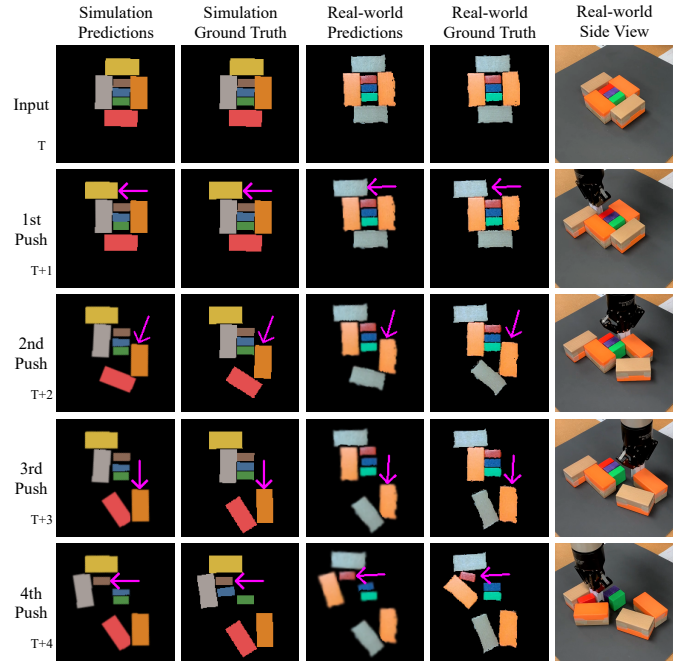 Simulation Predictions
Simulation Ground Truth
Real-world Predictions
Real-world Ground Truth
Real-world Side View
Input
T
1st Push
T+1
2nd Push
T+2
3rd Push
T+3
4th Push
T+4